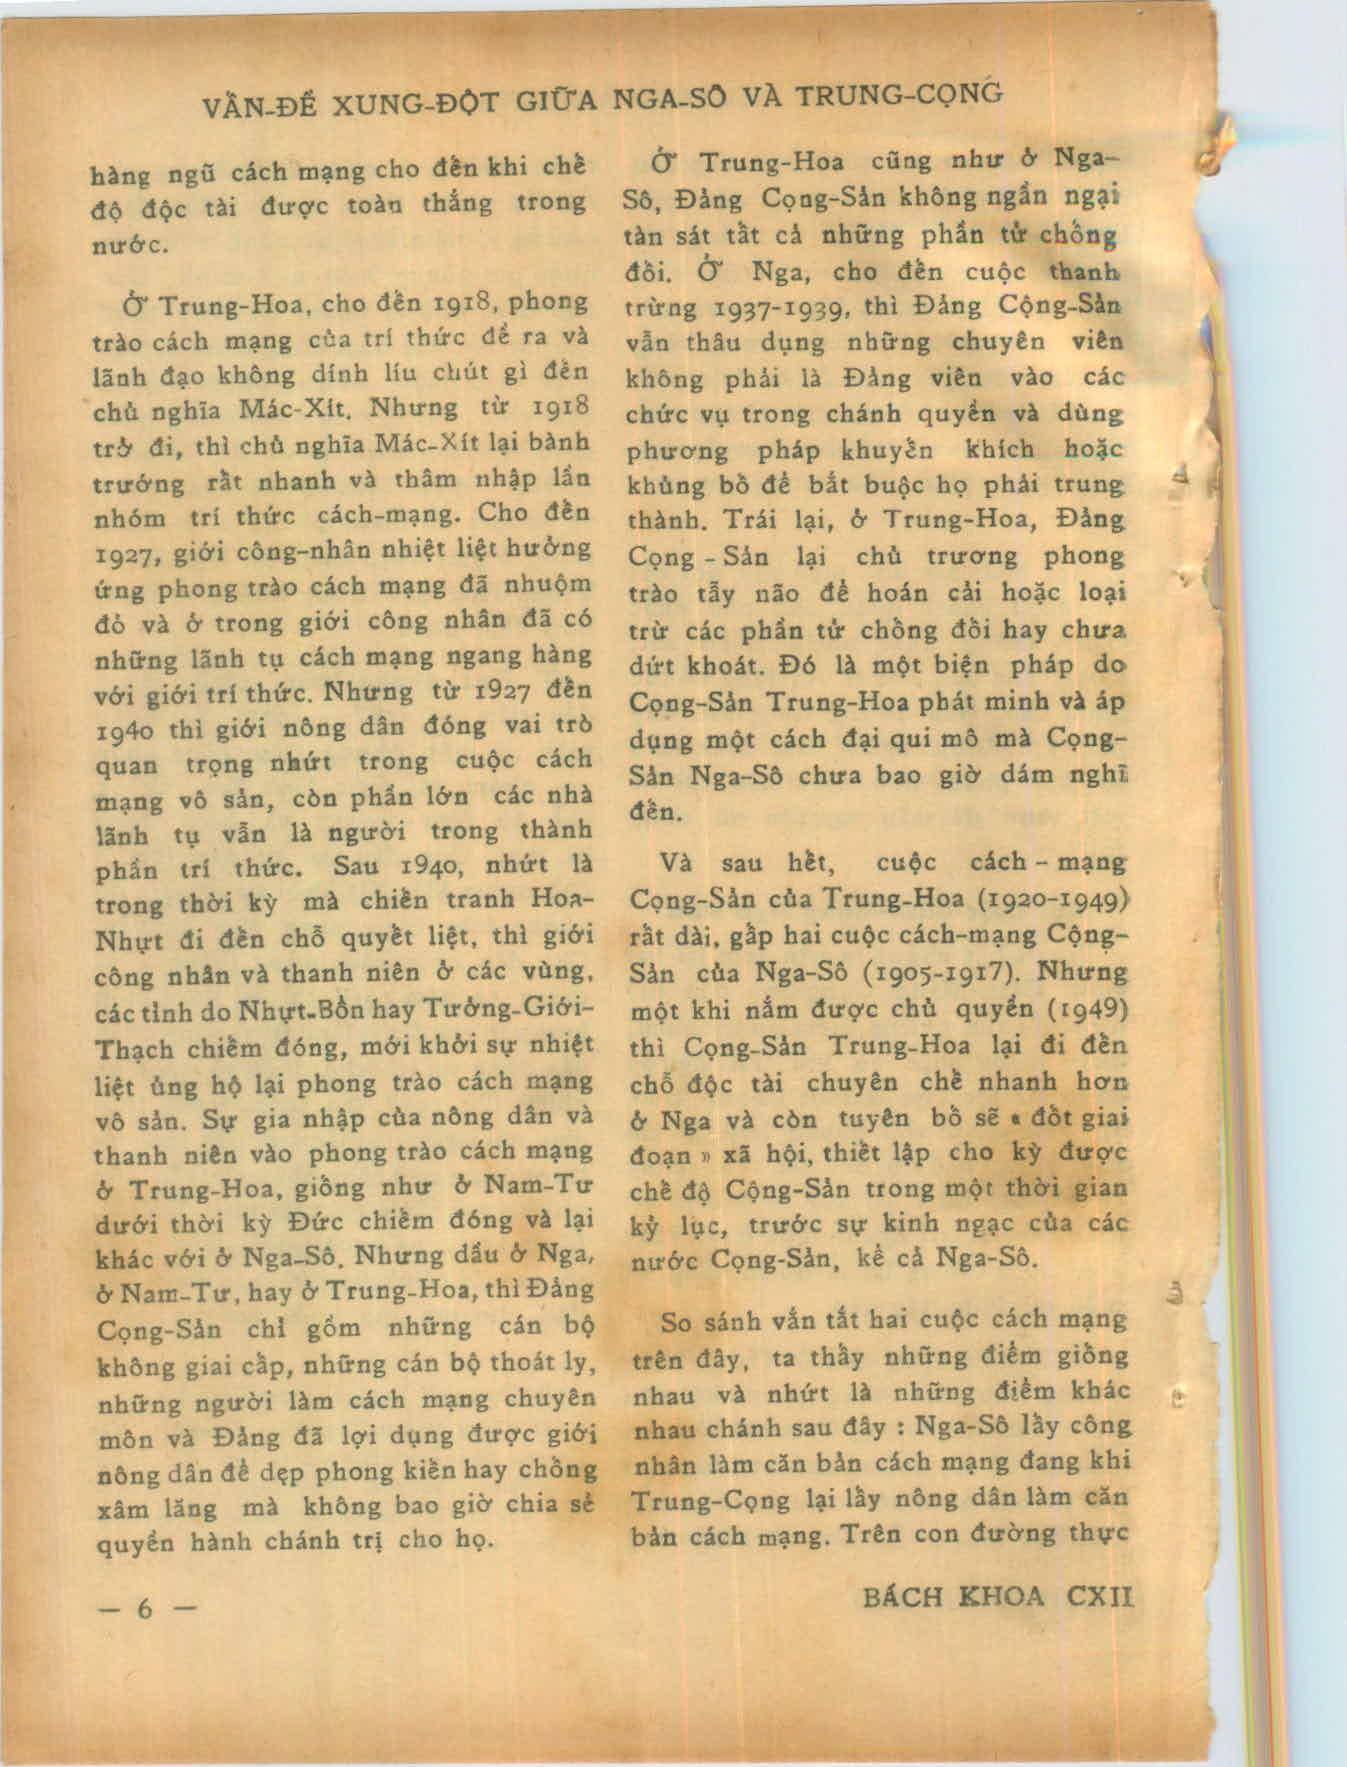 VẤN-ĐỀ XUNG-ĐỘT GIỮA NGA-SÔ VÀ TRUNG-CỌNG
hàng ngũ cách mạng cho đến khi chế
độ độc tài được toàn thắng trong
nước.
Ở Trung-Hoa, cho đến 1918, phong
trào cách mạng của trí thức đề ra và
lãnh đạo không dính líu chút gì đến
chủ nghĩa Mác-Xít. Nhưng từ 1918
trở đi, thì chủ nghĩa Mác-Xít lại bành
trướng rất nhanh và thâm nhập lần
nhóm trí thức cách-mạng. Cho đến
1927, giới công-nhân nhiệt liệt hưởng
ứng phong trào cách mạng đã nhuộm
đỏ và ở trong giới công nhân đã có
những lãnh tụ cách mạng ngang hàng
với giới trí thức. Nhưng từ 1927 đến
1940 thì giới nông dân đóng vai trò
quan trọng nhứt trong cuộc cách
mạng vô sản, còn phần lớn các nhà
lãnh tụ vẫn là người trong thành
phần trí thức. Sau 1940, nhứt là
trong thời kỳ mà chiến tranh Hoa-
Nhựt đi đến chỗ quyết liệt, thì giới
công nhân và thanh niên ở các vùng,
các tỉnh do Nhựt-Bổn hay Tưởng-Giới-
Thạch chiếm đóng, mới khởi sự nhiệt
liệt ủng hộ lại phong trào cách mạng
vô sản. Sự gia nhập của nông dân và
thanh niên vào phong trào cách mạng
ở Trung-Hoa, giống như ở Nam-Tư
dưới thời kỳ Đức chiếm đóng và lại
khác với ở Nga-Sô. Nhưng dầu ở Nga,
ở Nam-Tư, hay ở Trung-Hoa, thì Đảng
Cọng-Sản chỉ gồm những cán bộ
không giai cấp, những cán bộ thoát ly,
những người làm cách mạng chuyên
môn và Đảng đã lợi dụng được giới
nông dân để dẹp phong kiến hay chống
xâm lăng mà không bao giờ chia sẻ
quyền hành chánh trị cho họ.
Ở Trung-Hoa cũng như ở Nga-
Sô, Đảng Cọng-Sản không ngần ngại
tàn sát tất cả những phần tử chống
đối. Ở Nga, cho đến cuộc thanh
trừng 1937-1939, thì Đảng Cộng-Sản
vẫn thâu dụng những chuyên viên
không phải là Đảng viên vào các
chức vụ trong chánh quyền và dùng
phương pháp khuyến khích hoặc
khủng bố để bắt buộc họ phải trung
thành. Trái lại, ở Trung-Hoa, Đảng
Cọng - Sản lại chủ trương phong
trào tẩy não để hoán cải hoặc loại
trừ các phần tử chống đối hay chưa
dứt khoát. Đó là một biện pháp do
Cọng-Sản Trung-Hoa phát minh và áp
dụng một cách đại qui mô mà Cọng-
Sản Nga-Sô chưa bao giờ dám nghĩ
đến.
Và sau hết, cuộc cách - mạng
Cọng-Sản của Trung-Hoa (1920-1949)
rất dài, gấp hai cuộc cách-mạng Cộng-
Sản của Nga-Sô (1905-1917). Nhưng
một khi nắm được chủ quyền (1949)
thì Cọng-Sản Trung-Hoa lại đi đến
chỗ độc tài chuyên chế nhanh hơn
ở Nga và còn tuyên bố sẽ « đốt giai
đoạn » xã hội, thiết lập cho kỳ được
chế độ Cộng-Sản trong một thời gian
kỷ lục, trước sự kinh ngạc của các
nước Cọng-Sản, kể cả Nga-Sô.
So sánh vắn tắt hai cuộc cách mạng
trên đây, ta thấy những điểm giống
nhau và nhứt là những điểm khác
nhau chánh sau đây : Nga-Sô lấy công
nhân làm căn bản cách mạng đang khi
Trung-Cọng lại lấy nông dân làm căn
bản cách mạng. Trên con đường thực
— 6 —
BÁCH KHOA CXII